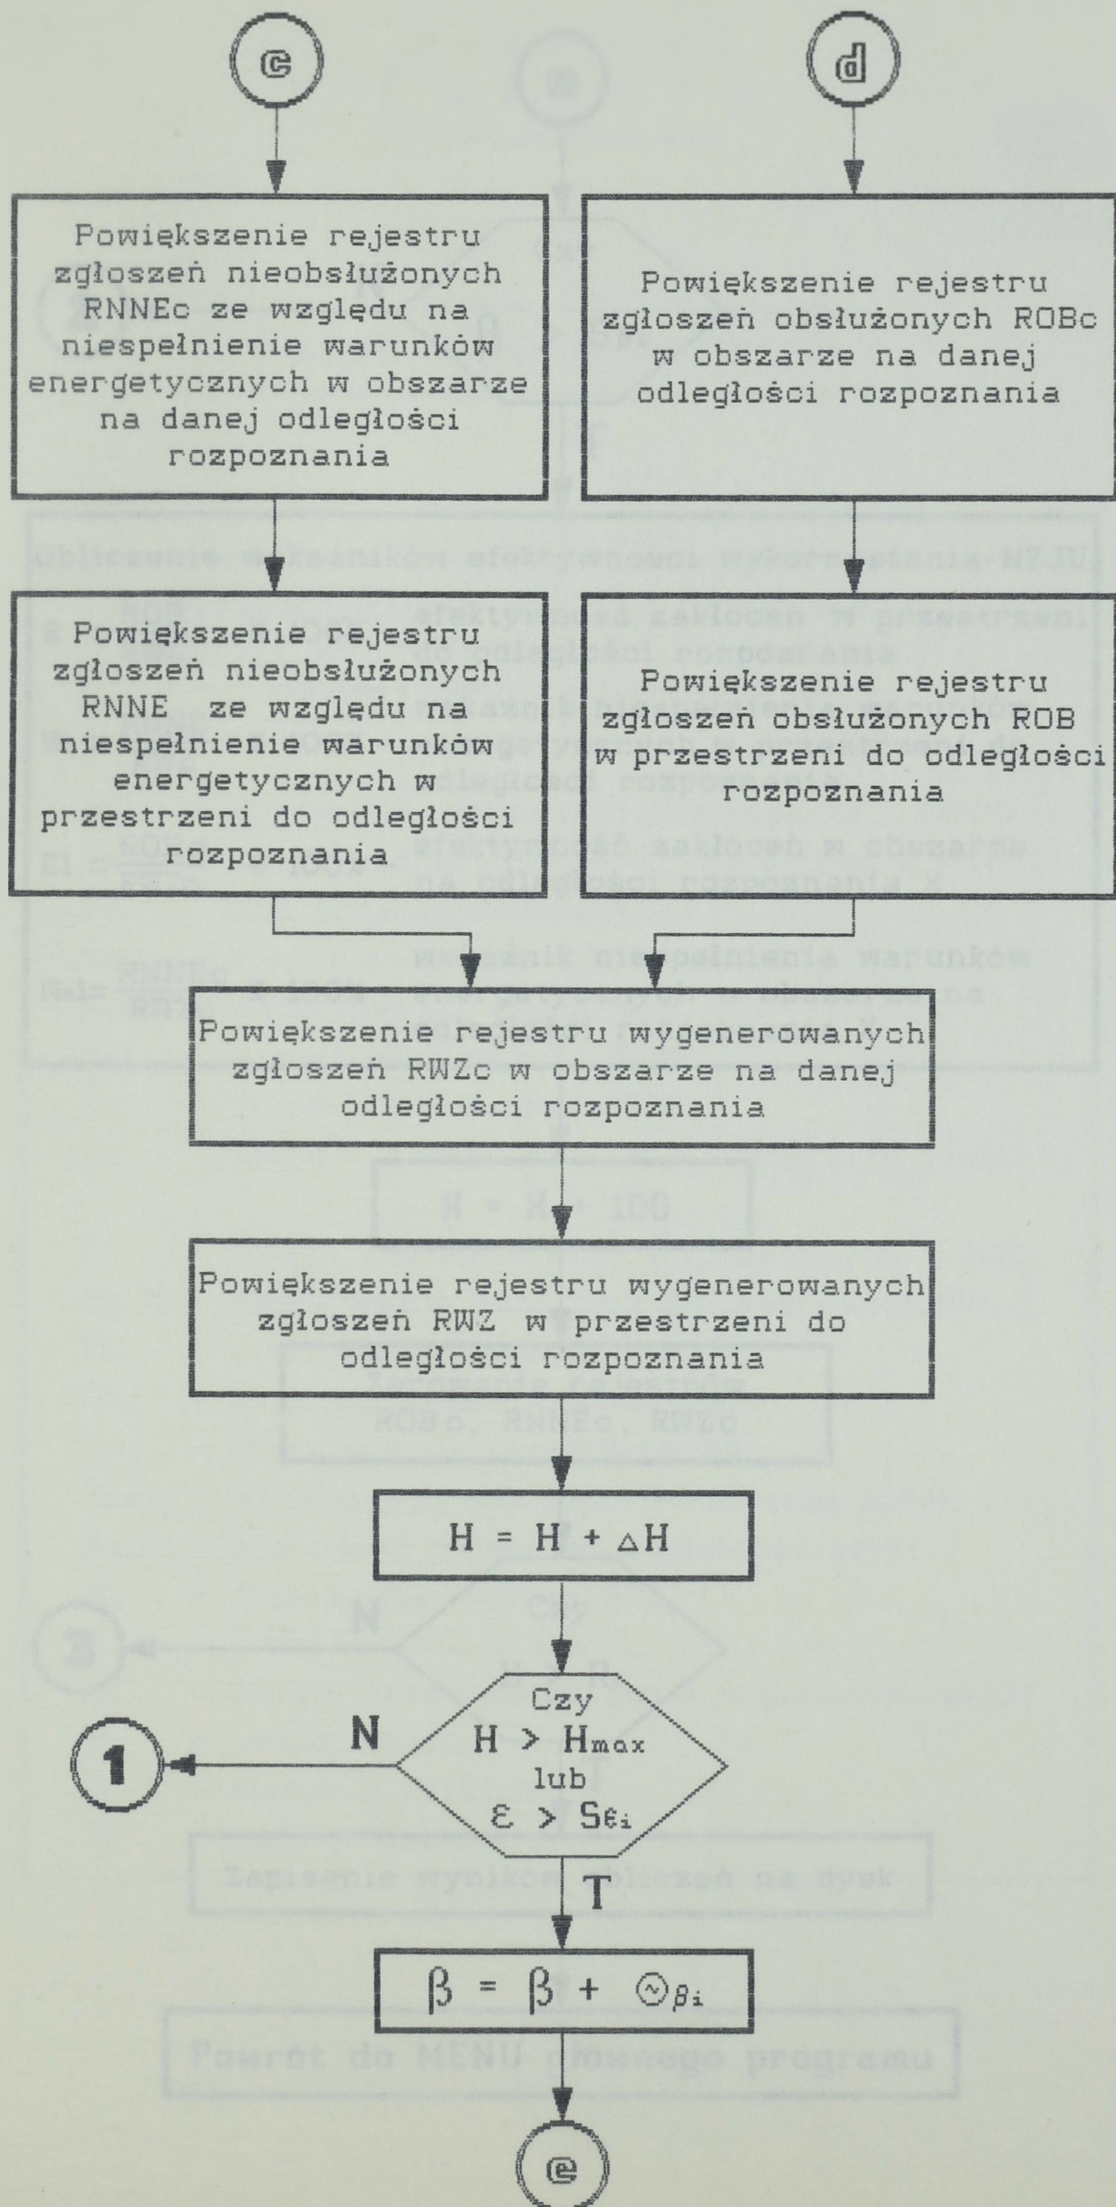 c
d
Powiększenie rejestru
zgłoszeń nieobsłużonych
RNNEc ze względu na
niespełnienie warunków
energetycznych w obszarze
na danej odległości
rozpoznania
Powiększenie rejestru
zgłoszeń obsłużonych ROBc
w obszarze na danej
odległości rozpoznania
Powiększenie rejestru
zgłoszeń nieobsłużonych
RNNE ze względu na
niespełnienie warunków
energetycznych w
przestrzeni do odległości
rozpoznania
Powiększenie rejestru
zgłoszeń obsłużonych ROB
w przestrzeni do odległości
rozpoznania
Powiększenie rejestru wygenerowanych
zgłoszeń RWZc w obszarze na danej
odległości rozpoznania
Powiększenie rejestru wygenerowanych
zgłoszeń RWZ w przestrzeni do
odległości rozpoznania
H = H + △H
Czy
H > Hmax
lub
ε > Sεi
N
1
T
β = β + Θβi
e